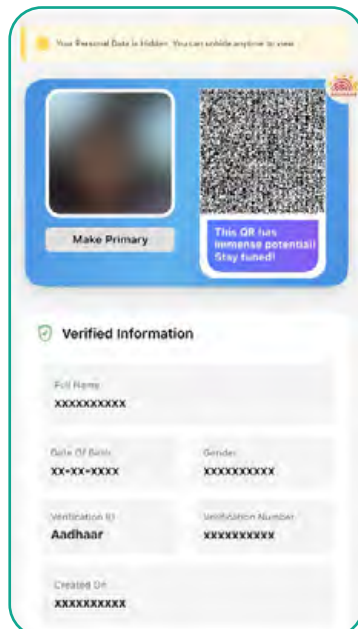 Your Personal Data is Hidden. You can unhide anytime to view.
Make Primary
This QR has
immense potential!
Stay tuned!
Verified Information
Full Name
xxxxxxxxxx
Date Of Birth
xx-xx-xxxx
Gender
xxxxxxxxxx
Verification ID
Aadhaar
Verification Number
xxxxxxxxxx
Created On
xxxxxxxxxx